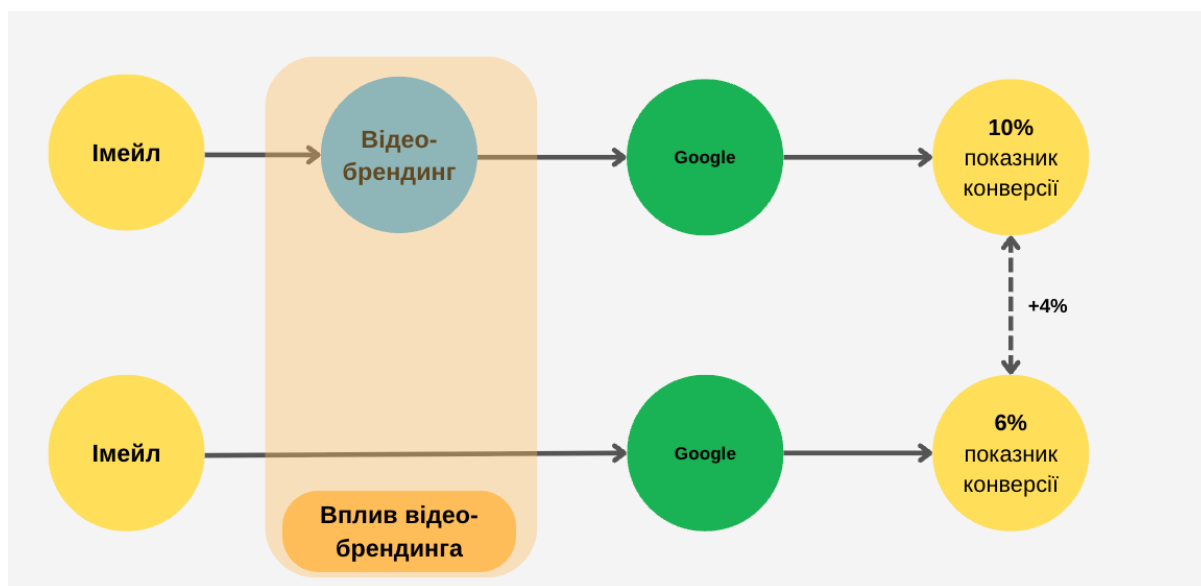 Імейл
Відео-
брендинг
Google
10%
показник
конверсії
+4%
Імейл
Google
6%
показник
конверсії
Вплив відео-
брендинга